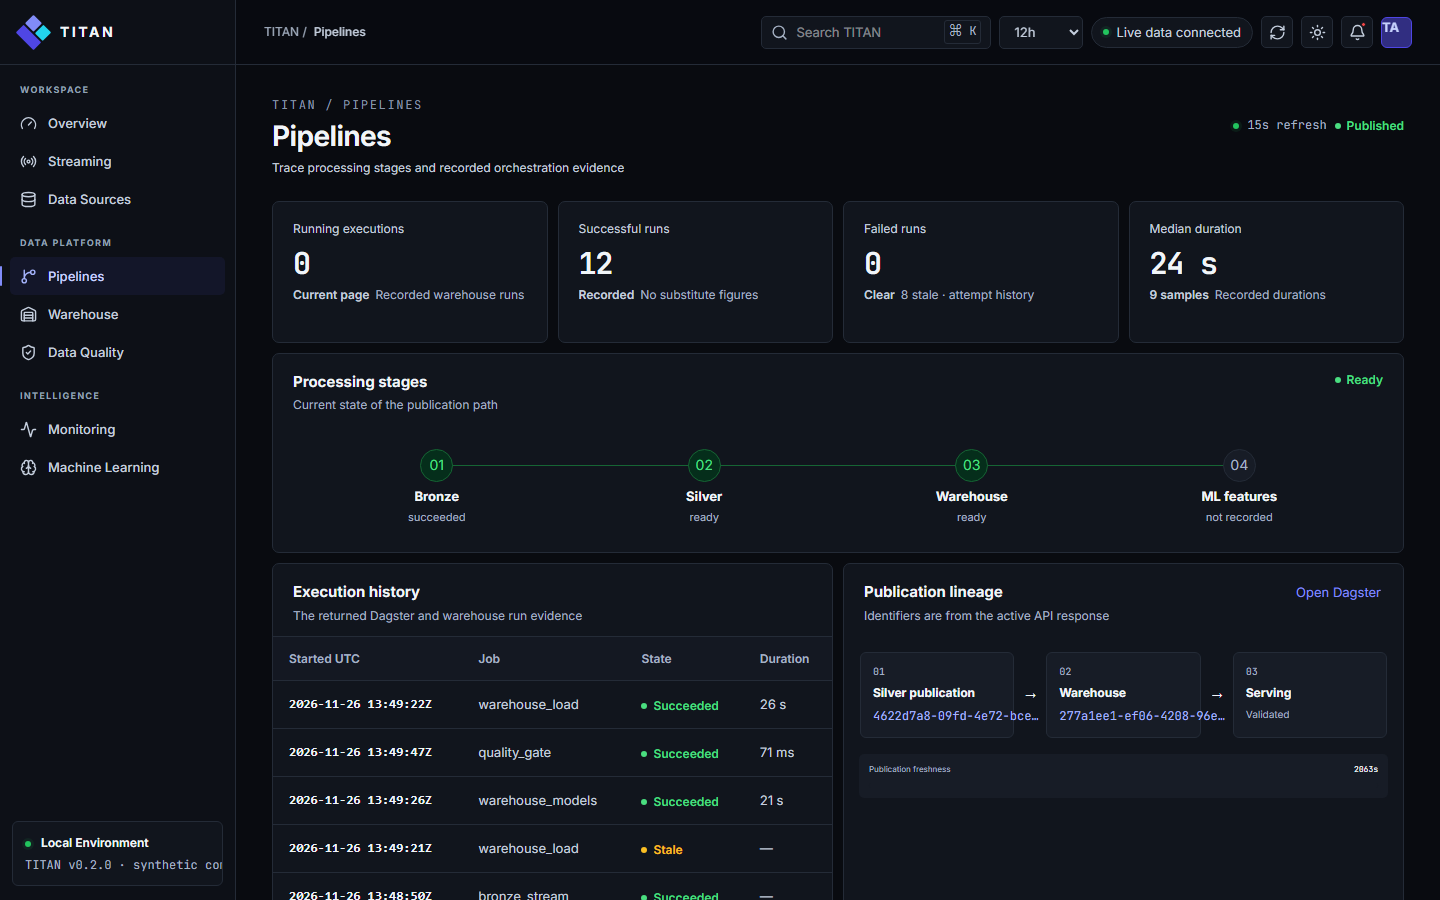 TITAN
TITAN / Pipelines
Search TITAN
⌘ K
12h
Live data connected
TA
WORKSPACE
Overview
Streaming
Data Sources
DATA PLATFORM
Pipelines
Warehouse
Data Quality
INTELLIGENCE
Monitoring
Machine Learning
Local Environment
TITAN v0.2.0 · synthetic co
TITAN / PIPELINES
Pipelines
Trace processing stages and recorded orchestration evidence
15s refresh
Published
Running executions
0
Current page Recorded warehouse runs
Successful runs
12
Recorded No substitute figures
Failed runs
0
Clear 8 stale · attempt history
Median duration
24 s
9 samples Recorded durations
Processing stages
Ready
Current state of the publication path
01
Bronze
succeeded
02
Silver
ready
03
Warehouse
ready
04
ML features
not recorded
Execution history
The returned Dagster and warehouse run evidence
Started UTC Job State Duration
2026-11-26 13:49:22Z warehouse_load Succeeded 26 s
2026-11-26 13:49:47Z quality_gate Succeeded 71 ms
2026-11-26 13:49:26Z warehouse_models Succeeded 21 s
2026-11-26 13:49:21Z warehouse_load Stale —
2026-11-26 13:48:50Z bronze_stream Succeeded —
Publication lineage
Open Dagster
Identifiers are from the active API response
01
Silver publication
4622d7a8-09fd-4e72-bce…
→
02
Warehouse
277a1ee1-ef06-4208-96e…
→
03
Serving
Validated
Publication freshness 2063s